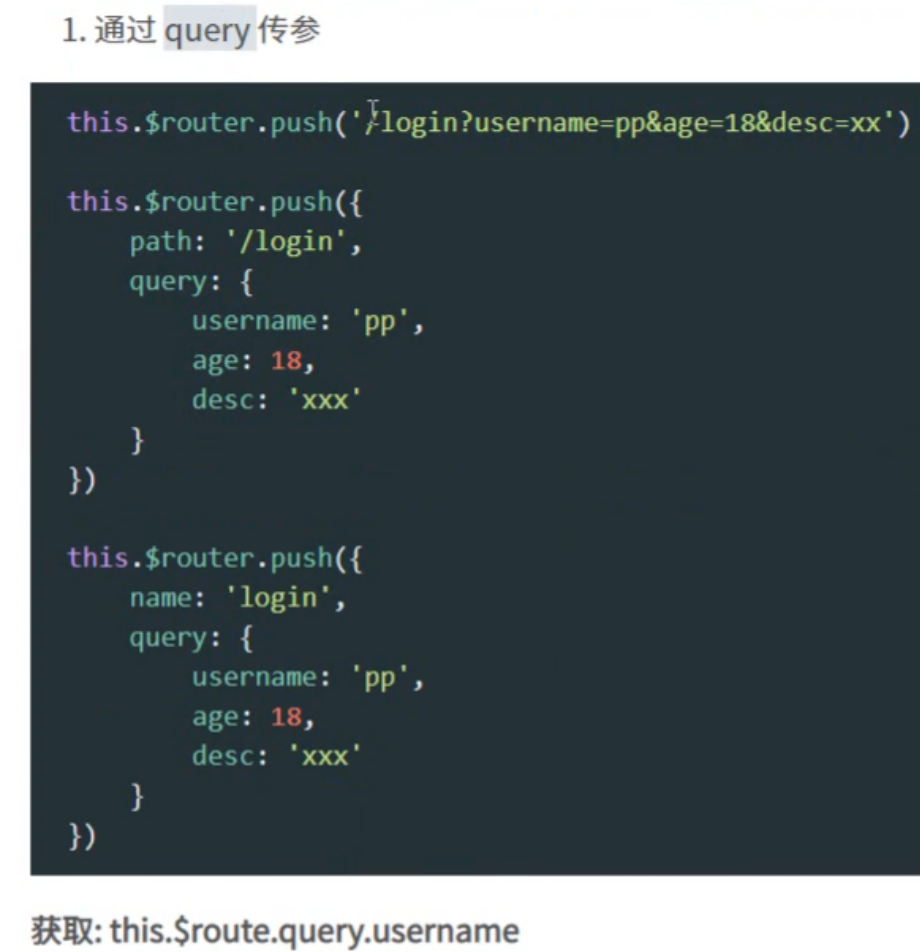 1. 通过 query 传参
this.$router.push('/login?username=pp&age=18&desc=xx')
this.$router.push({
    path: '/login',
    query: {
        username: 'pp',
        age: 18,
        desc: 'xxx'
    }
})
this.$router.push({
    name: 'login',
    query: {
        username: 'pp',
        age: 18,
        desc: 'xxx'
    }
})
获取: this.$route.query.username